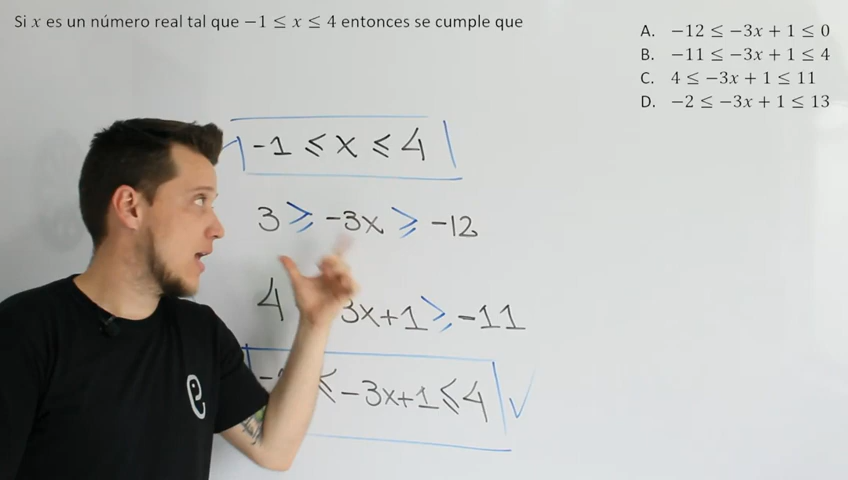 Si x es un número real tal que −1 ≤ x ≤ 4 entonces se cumple que
A. −12 ≤ −3x + 1 ≤ 0
B. −11 ≤ −3x + 1 ≤ 4
C. 4 ≤ −3x + 1 ≤ 11
D. −2 ≤ −3x + 1 ≤ 13
-1 ≤ x ≤ 4
3 ≥ -3x ≥ -12
4 3x+1 ≥ -11
≤ -3x+1 ≤ 4